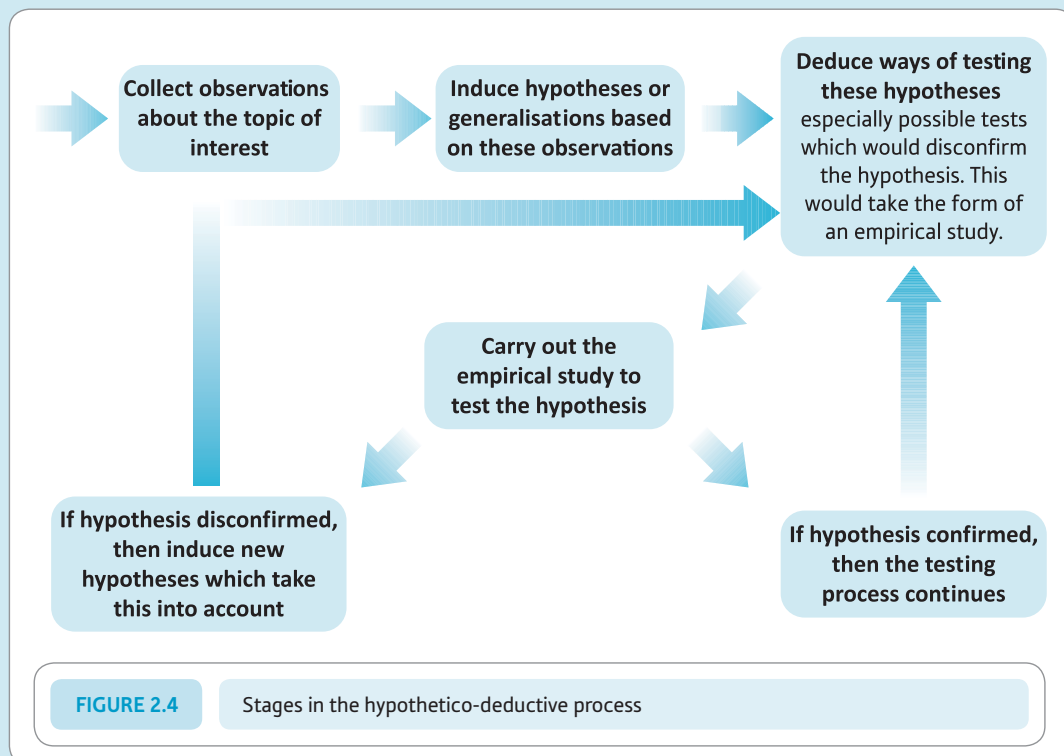 Collect observations
about the topic of
interest
Induce hypotheses or
generalisations based
on these observations
Deduce ways of testing
these hypotheses
especially possible tests
which would disconfirm
the hypothesis. This
would take the form of
an empirical study.
Carry out the
empirical study to
test the hypothesis
If hypothesis disconfirmed,
then induce new
hypotheses which take
this into account
If hypothesis confirmed,
then the testing
process continues
FIGURE 2.4
Stages in the hypothetico-deductive process